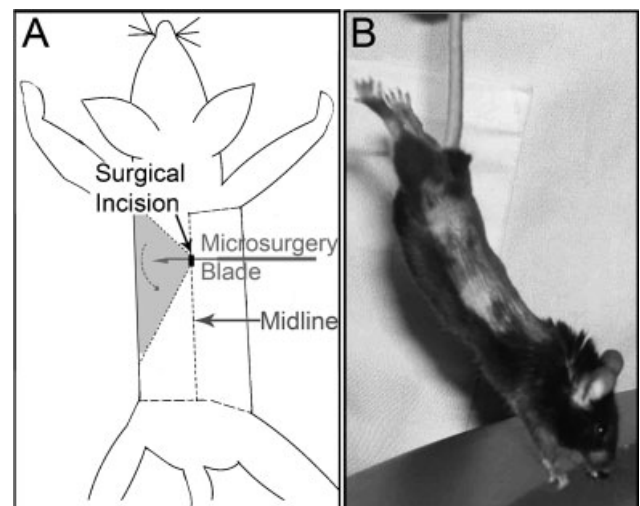 A
Surgical
Incision
Microsurgery
Blade
Midline
B